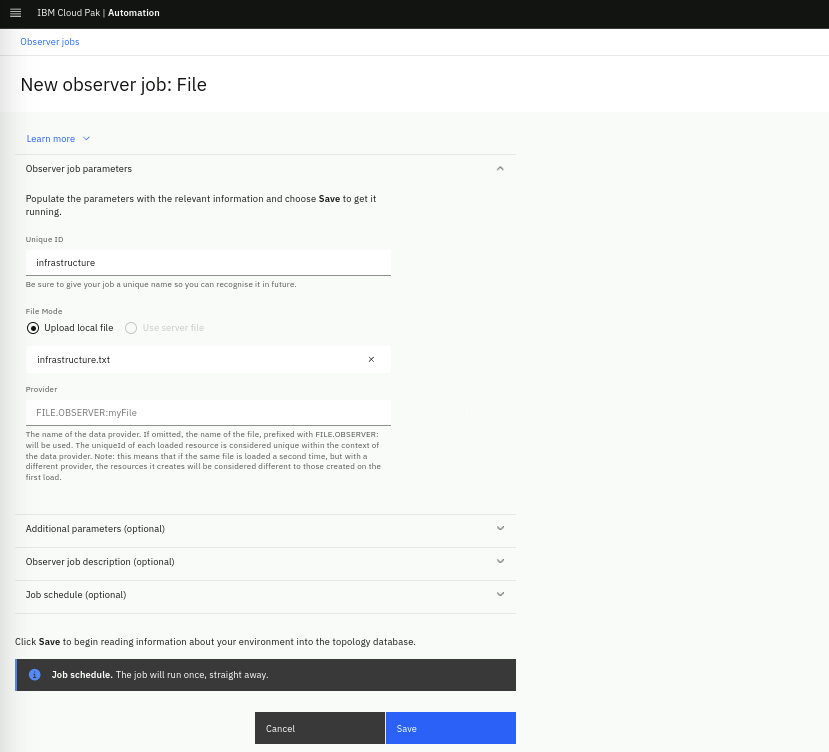 IBM Cloud Pak | Automation
Observer jobs
New observer job: File
Learn more
Observer job parameters
Populate the parameters with the relevant information and choose Save to get it
running.
Unique ID
infrastructure
Be sure to give your job a unique name so you can recognise it in future.
File Mode
Upload local file Use server file
infrastructure.txt ×
Provider
FILE.OBSERVER:myFile
The name of the data provider. If omitted, the name of the file, prefixed with FILE.OBSERVER:
will be used. The uniqueId of each loaded resource is considered unique within the context of
the data provider. Note: this means that if the same file is loaded a second time, but with a
different provider, the resources it creates will be considered different to those created on the
first load.
Additional parameters (optional)
Observer job description (optional)
Job schedule (optional)
Click Save to begin reading information about your environment into the topology database.
Job schedule. The job will run once, straight away.
Cancel Save